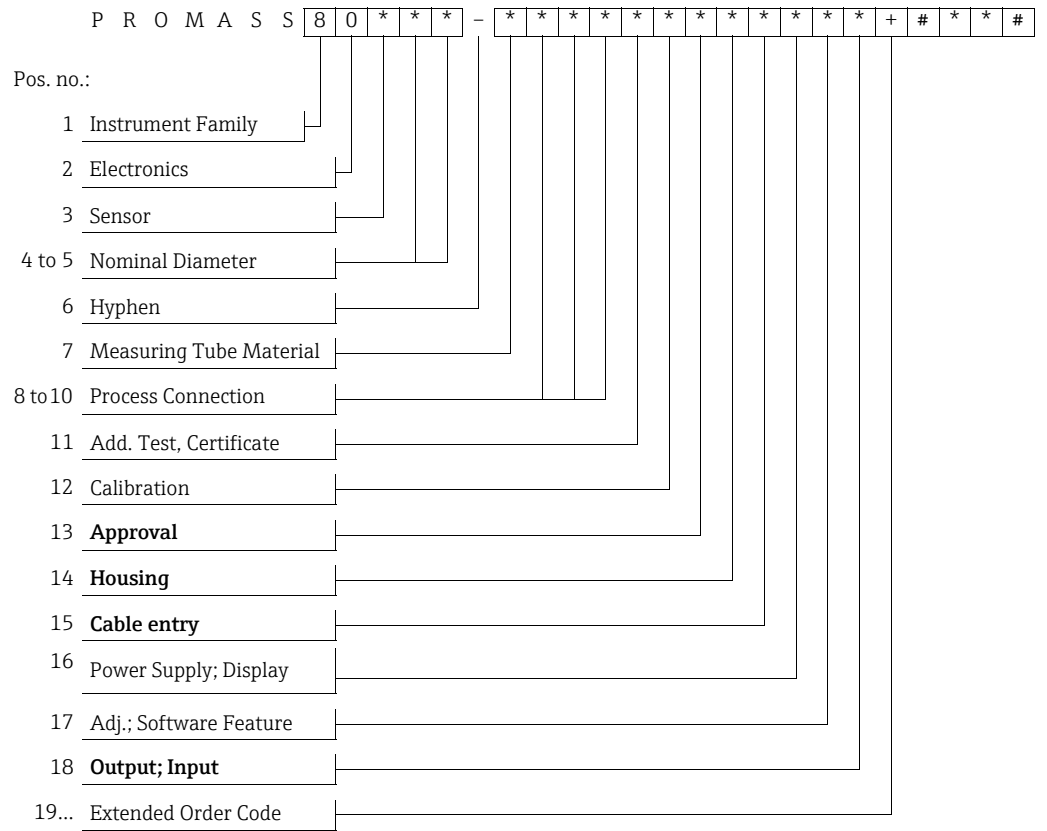 P R O M A S S 8 0 * * * – * * * * * * * * * * * * + # * * #
Pos. no.:
1 Instrument Family
2 Electronics
3 Sensor
4 to 5 Nominal Diameter
6 Hyphen
7 Measuring Tube Material
8 to 10 Process Connection
11 Add. Test, Certificate
12 Calibration
13 Approval
14 Housing
15 Cable entry
16 Power Supply; Display
17 Adj.; Software Feature
18 Output; Input
19... Extended Order Code